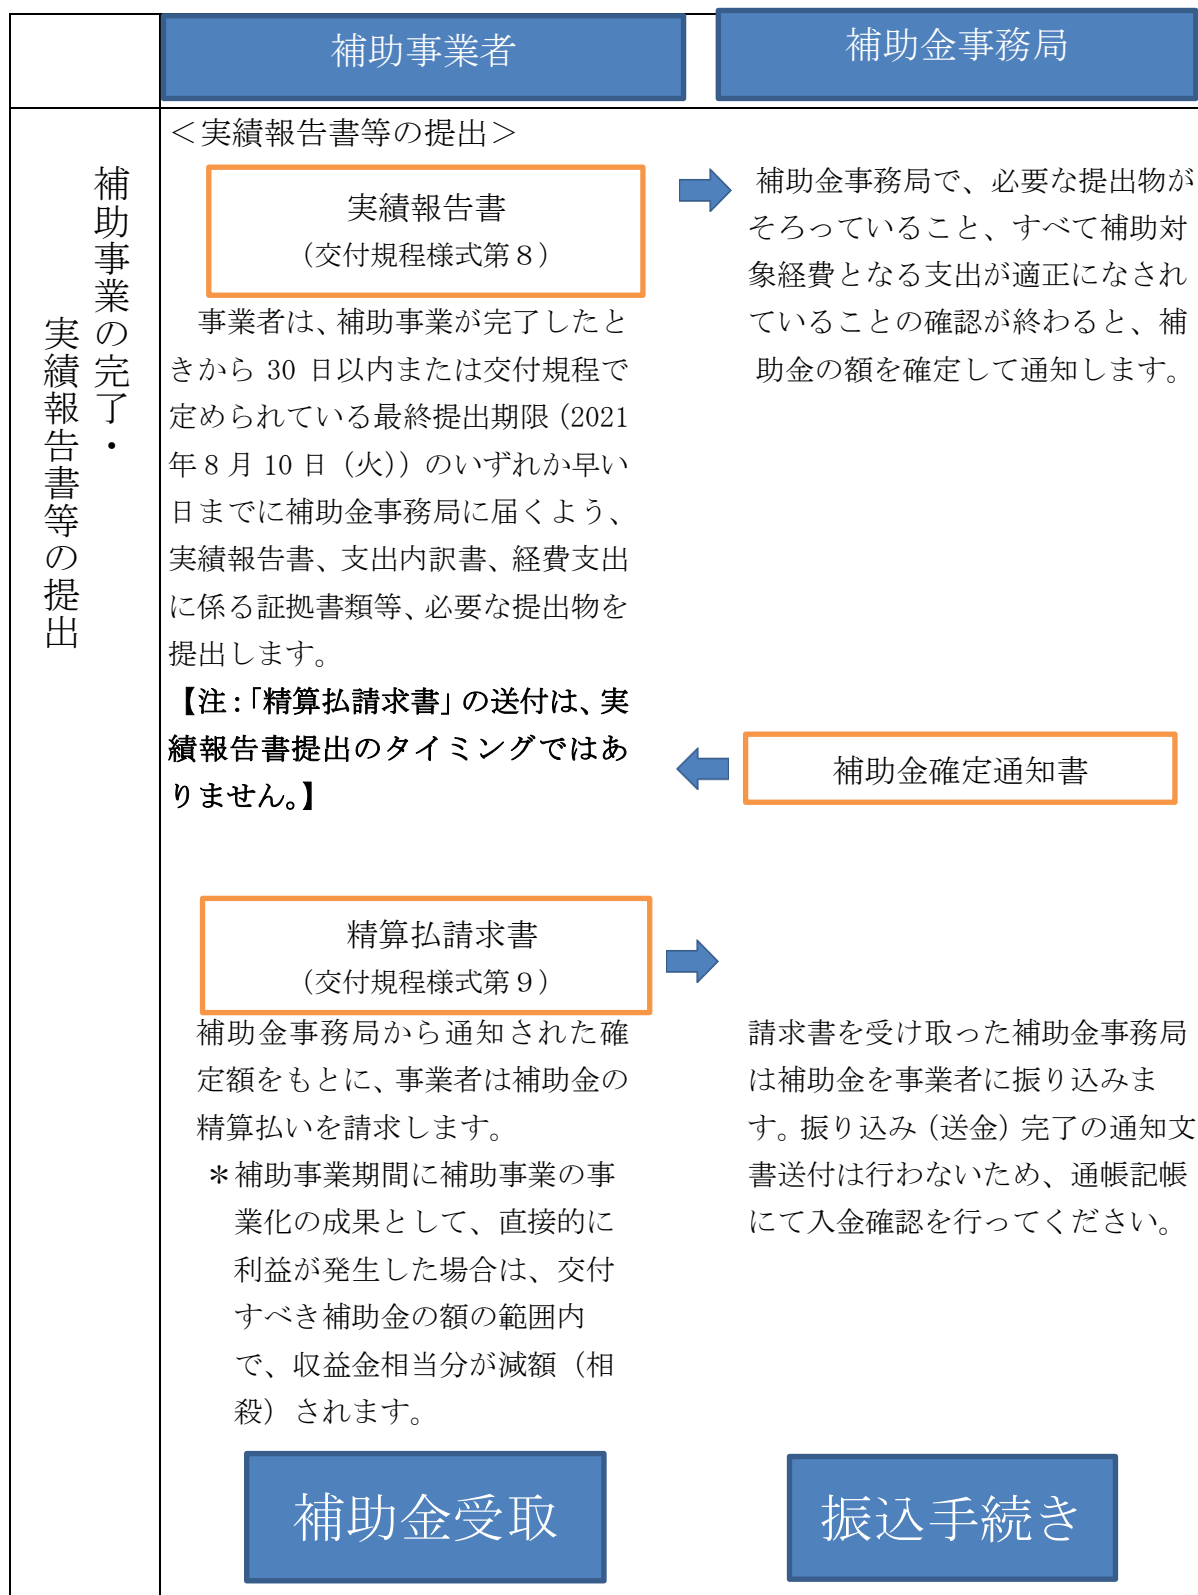 補助事業者
補助金事務局
補助事業の完了・
実績報告書等の提出
＜実績報告書等の提出＞
実績報告書
（交付規程様式第８）
事業者は、補助事業が完了したと
きから 30 日以内または交付規程で
定められている最終提出期限（2021
年８月 10 日（火））のいずれか早い
日までに補助金事務局に届くよう、
実績報告書、支出内訳書、経費支出
に係る証拠書類等、必要な提出物を
提出します。
【注：「精算払請求書」の送付は、実
績報告書提出のタイミングではあ
りません。】
補助金事務局で、必要な提出物が
そろっていること、すべて補助対
象経費となる支出が適正になされ
ていることの確認が終わると、補
助金の額を確定して通知します。
補助金確定通知書
精算払請求書
（交付規程様式第９）
補助金事務局から通知された確
定額をもとに、事業者は補助金の
精算払いを請求します。
＊補助事業期間に補助事業の事
業化の成果として、直接的に
利益が発生した場合は、交付
すべき補助金の額の範囲内
で、収益金相当分が減額（相
殺）されます。
請求書を受け取った補助金事務局
は補助金を事業者に振り込みま
す。振り込み（送金）完了の通知文
書送付は行わないため、通帳記帳
にて入金確認を行ってください。
補助金受取
振込手続き